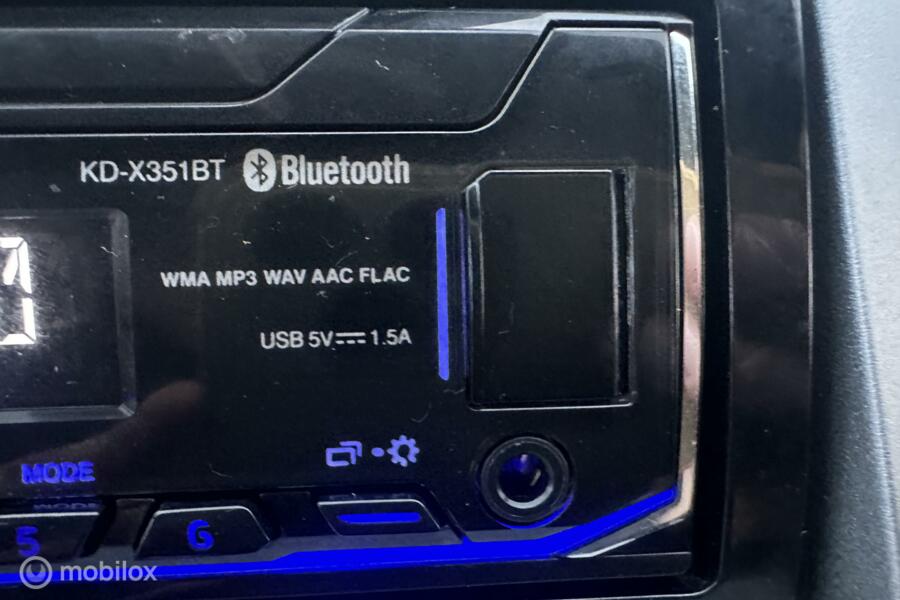 KD-X351BT Bluetooth
WMA MP3 WAV AAC FLAC
USB 5V 1.5A
MODE
5 6
mobilox